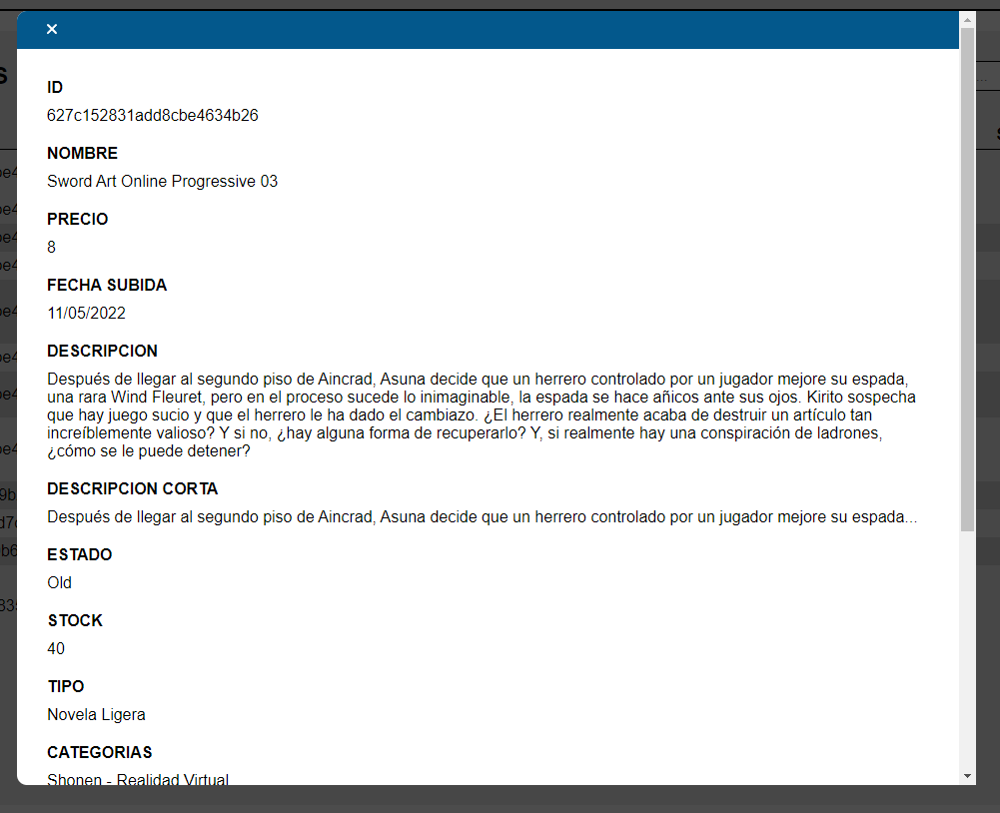 ID
627c152831add8cbe4634b26
NOMBRE
Sword Art Online Progressive 03
PRECIO
8
FECHA SUBIDA
11/05/2022
DESCRIPCION
Después de llegar al segundo piso de Aincrad, Asuna decide que un herrero controlado por un jugador mejore su espada,
una rara Wind Fleuret, pero en el proceso sucede lo inimaginable, la espada se hace añicos ante sus ojos. Kirito sospecha
que hay juego sucio y que el herrero le ha dado el cambiazo. ¿El herrero realmente acaba de destruir un artículo tan
increíblemente valioso? Y si no, ¿hay alguna forma de recuperarlo? Y, si realmente hay una conspiración de ladrones,
¿cómo se le puede detener?
DESCRIPCION CORTA
Después de llegar al segundo piso de Aincrad, Asuna decide que un herrero controlado por un jugador mejore su espada...
ESTADO
Old
STOCK
40
TIPO
Novela Ligera
CATEGORIAS
Shonen - Realidad Virtual